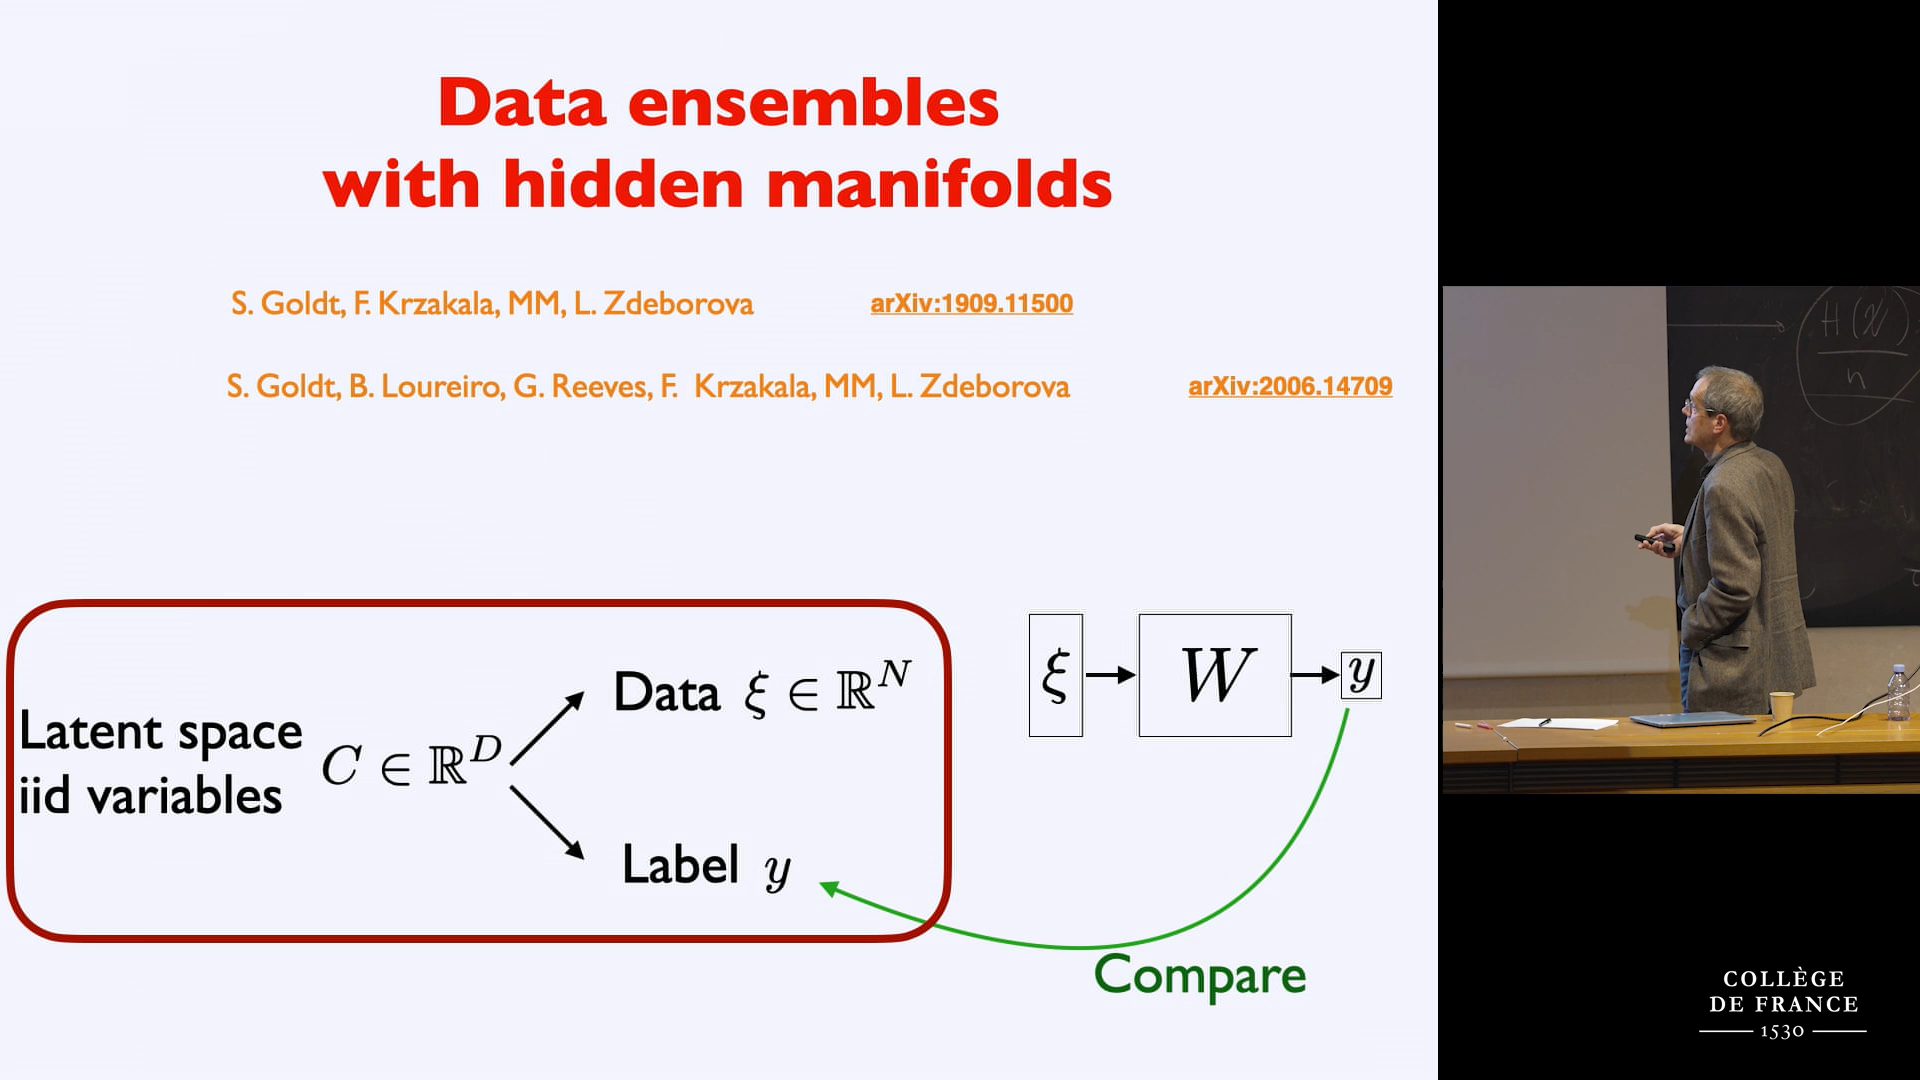 Data ensembles
with hidden manifolds
S. Goldt, F. Krzakala, MM, L. Zdeborova arXiv:1909.11500
S. Goldt, B. Loureiro, G. Reeves, F. Krzakala, MM, L. Zdeborova arXiv:2006.14709
Latent space
iid variables
C ∈ ℝ^D
Data ξ ∈ ℝ^N
Label y
ξ W y
Compare
H(X)
n
COLLÈGE
DE FRANCE
1530